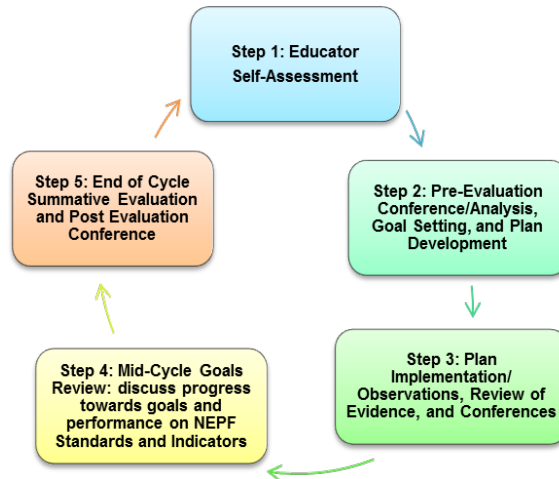 Step 1: Educator
Self-Assessment
Step 2: Pre-Evaluation
Conference/Analysis,
Goal Setting, and Plan
Development
Step 3: Plan
Implementation/
Observations, Review of
Evidence, and Conferences
Step 4: Mid-Cycle Goals
Review: discuss progress
towards goals and
performance on NEPF
Standards and Indicators
Step 5: End of Cycle
Summative Evaluation
and Post Evaluation
Conference